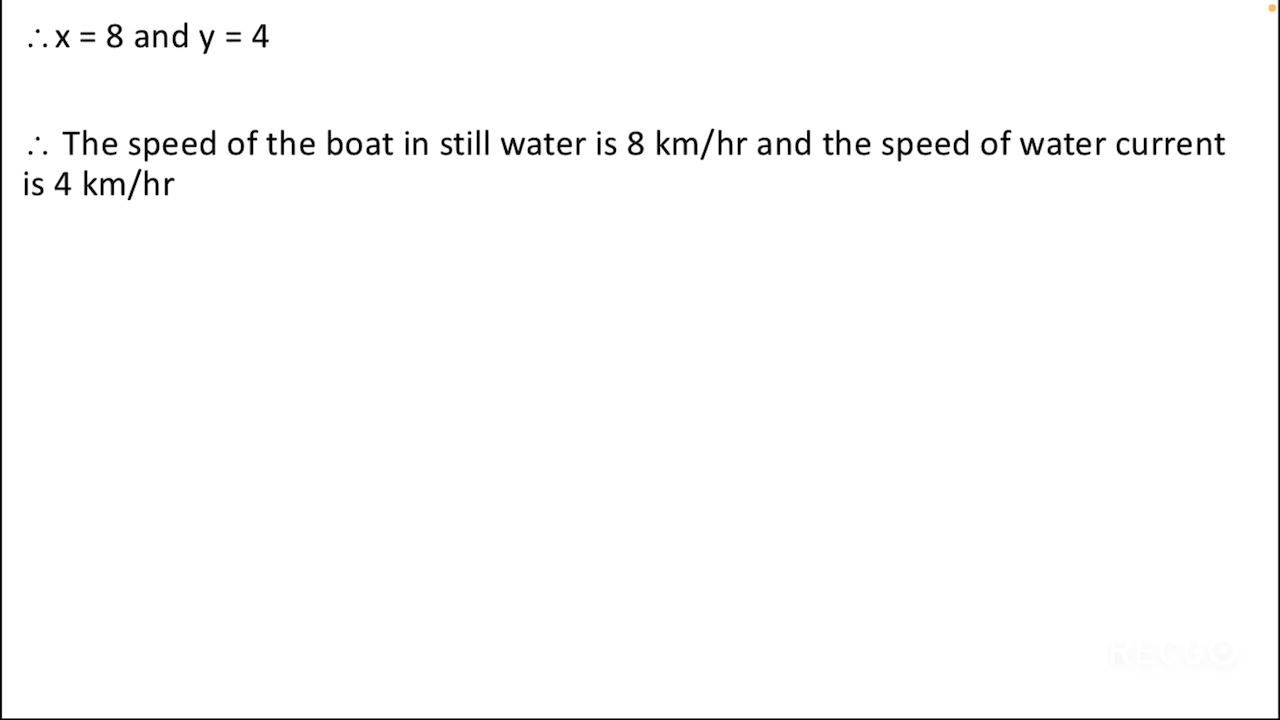 ∴ x = 8 and y = 4
∴ The speed of the boat in still water is 8 km/hr and the speed of water current
is 4 km/hr